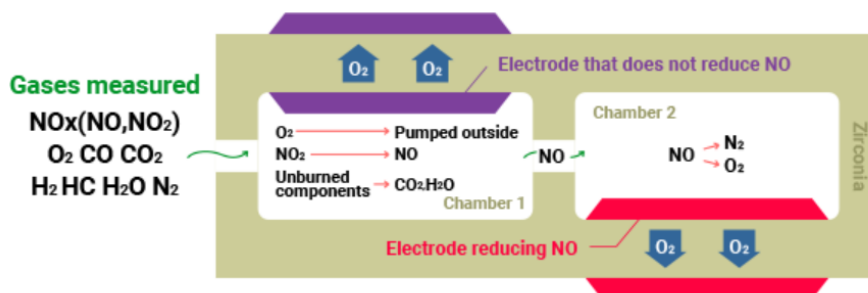 Gases measured
NOx(NO,NO₂)
O₂ CO CO₂
H₂ HC H₂O N₂
O₂ O₂
Electrode that does not reduce NO
O₂ → Pumped outside
NO₂ → NO
Unburned
components → CO₂,H₂O
Chamber 1
NO
Chamber 2
NO → N₂
→ O₂
Zirconia
Electrode reducing NO
O₂ O₂